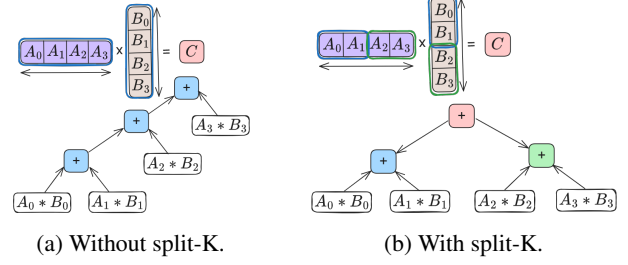 A₀ A₁ A₂ A₃ × B₀ B₁ B₂ B₃ = C
+
+ A₃ * B₃
+ A₂ * B₂
A₀ * B₀ A₁ * B₁
(a) Without split-K.
A₀ A₁ A₂ A₃ × B₀ B₁ B₂ B₃ = C
+
+ +
A₀ * B₀ A₁ * B₁ A₂ * B₂ A₃ * B₃
(b) With split-K.